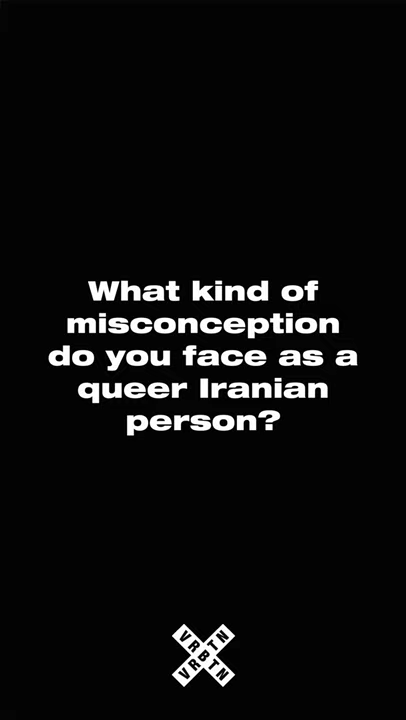 What kind of
misconception
do you face as a
queer Iranian
person?
VRBTN
VRBTN